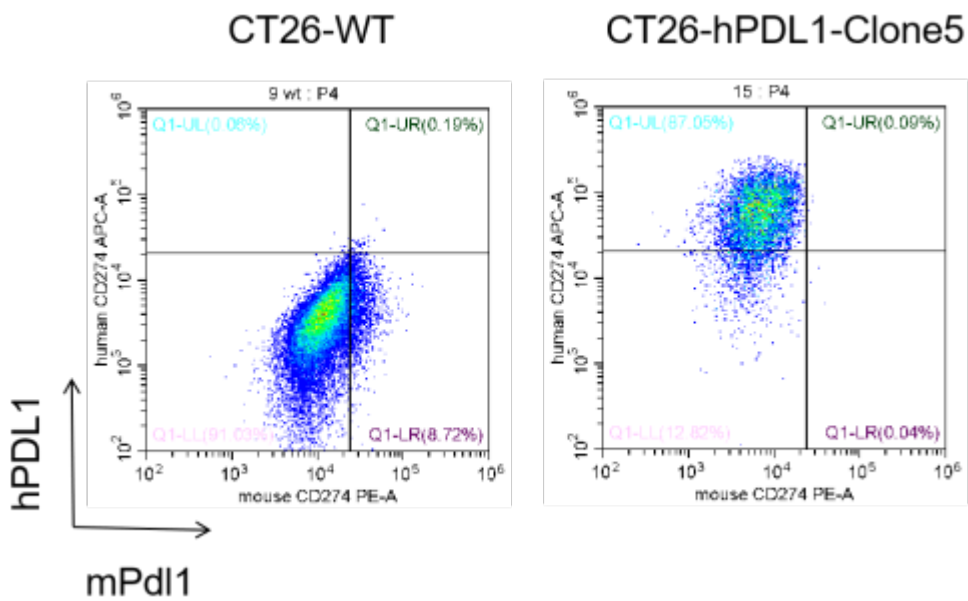 CT26-WT
CT26-hPDL1-Clone5
9 wt : P4
Q1-UL(0.06%)
Q1-UR(0.19%)
Q1-LL(91.03%)
Q1-LR(8.72%)
human CD274 APC-A
10^6
10^5
10^4
10^3
10^2
10^2 10^3 10^4 10^5 10^6
mouse CD274 PE-A
15 : P4
Q1-UL(87.05%)
Q1-UR(0.09%)
Q1-LL(12.82%)
Q1-LR(0.04%)
human CD274 APC-A
10^6
10^5
10^4
10^3
10^2
10^2 10^3 10^4 10^5 10^6
mouse CD274 PE-A
hPDL1
mPdl1